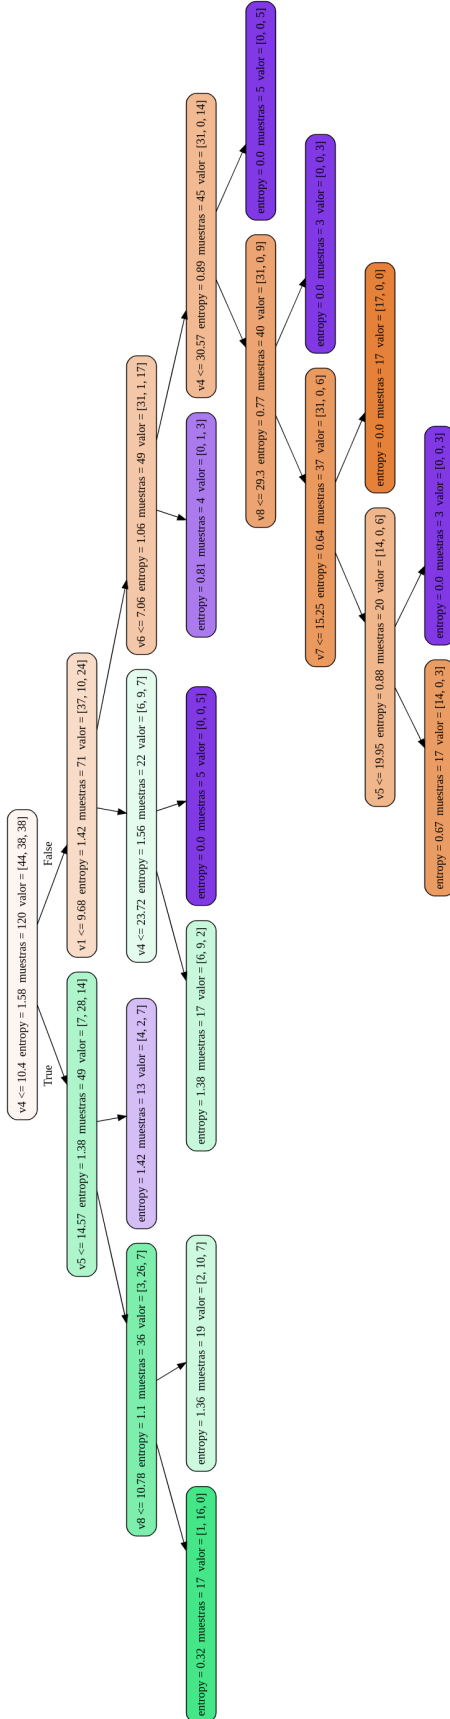 v4 <= 10.4 entropy = 1.58 muestras = 120 valor = [44, 38, 38]
True
False
v5 <= 14.57 entropy = 1.38 muestras = 49 valor = [7, 28, 14]
v1 <= 9.68 entropy = 1.42 muestras = 71 valor = [37, 10, 24]
v8 <= 10.78 entropy = 1.1 muestras = 36 valor = [3, 26, 7]
entropy = 1.42 muestras = 13 valor = [4, 2, 7]
v4 <= 23.72 entropy = 1.56 muestras = 22 valor = [6, 9, 7]
v6 <= 7.06 entropy = 1.06 muestras = 49 valor = [31, 1, 17]
entropy = 0.32 muestras = 17 valor = [1, 16, 0]
entropy = 1.36 muestras = 19 valor = [2, 10, 7]
entropy = 1.38 muestras = 17 valor = [6, 9, 2]
entropy = 0.0 muestras = 5 valor = [0, 0, 5]
entropy = 0.81 muestras = 4 valor = [0, 1, 3]
v4 <= 30.57 entropy = 0.89 muestras = 45 valor = [31, 0, 14]
v8 <= 29.3 entropy = 0.77 muestras = 40 valor = [31, 0, 9]
entropy = 0.0 muestras = 5 valor = [0, 0, 5]
v7 <= 15.25 entropy = 0.64 muestras = 37 valor = [31, 0, 6]
entropy = 0.0 muestras = 3 valor = [0, 0, 3]
v5 <= 19.95 entropy = 0.88 muestras = 20 valor = [14, 0, 6]
entropy = 0.0 muestras = 17 valor = [17, 0, 0]
entropy = 0.67 muestras = 17 valor = [14, 0, 3]
entropy = 0.0 muestras = 3 valor = [0, 0, 3]